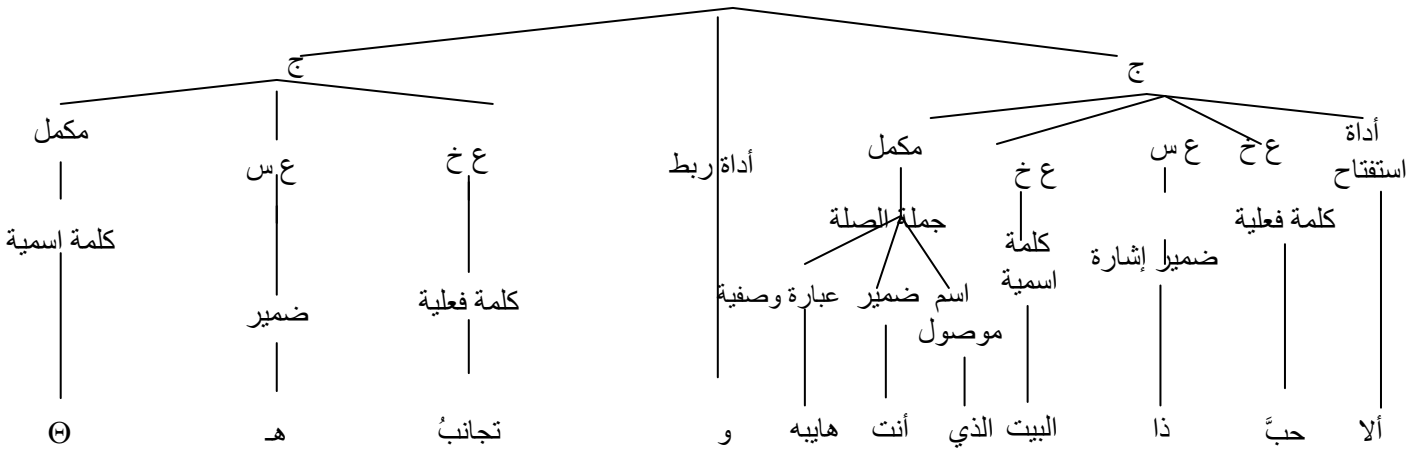 ج ج
أداة استفتاح ع خ ع س ع خ مكمل أداة ربط ع خ ع س مكمل
كلمة فعلية ضمير إشارة كلمة اسمية جملة الصلة كلمة فعلية ضمير كلمة اسمية
اسم موصول ضمير عبارة وصفية
ألا حبَّ ذا البيت الذي أنت هايبه و تجانبُ هـ Θ